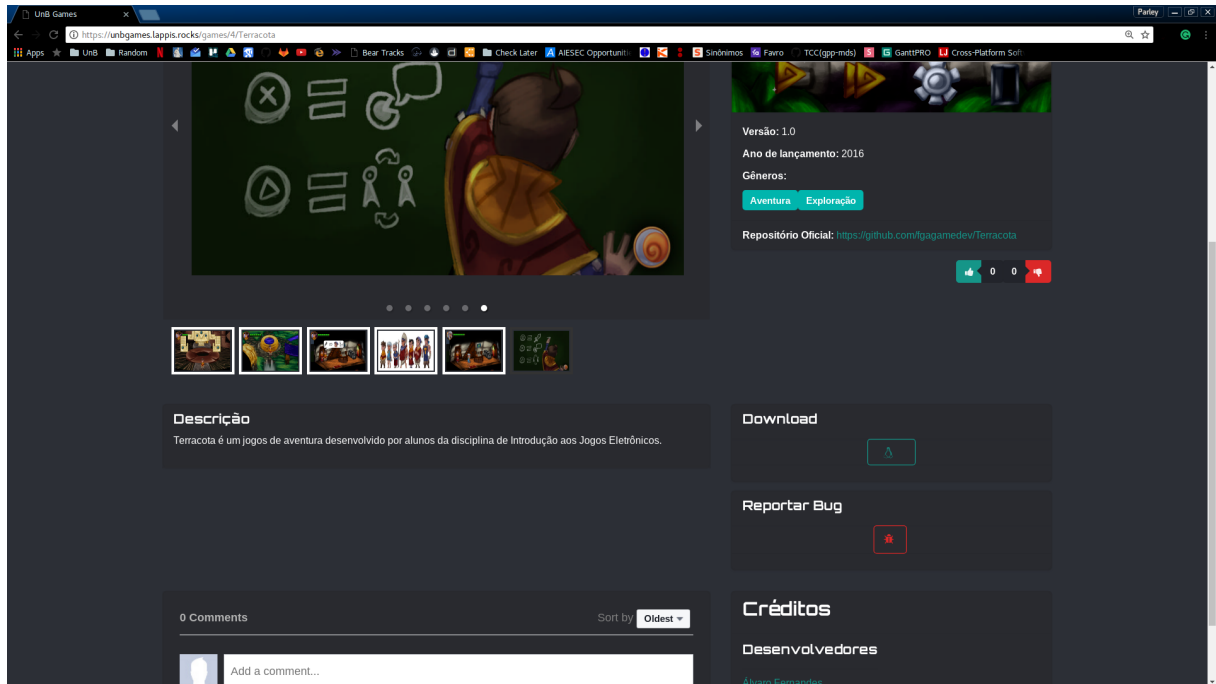 UnB Games
Parley
https://unbgames.lappis.rocks/games/4/Terracota
Apps
UnB
Random
Bear Tracks
Check Later
AIESEC Opportuniti
Sinônimos
Favro
TCC(gpp-mds)
GanttPRO
Cross-Platform Soft
Versão: 1.0
Ano de lançamento: 2016
Gêneros:
Aventura Exploração
Repositório Oficial: https://github.com/fgagamedev/Terracota
0 0
Descrição
Terracota é um jogos de aventura desenvolvido por alunos da disciplina de Introdução aos Jogos Eletrônicos.
Download
Reportar Bug
0 Comments
Sort by Oldest
Add a comment...
Créditos
Desenvolvedores
Álvaro Fernandes